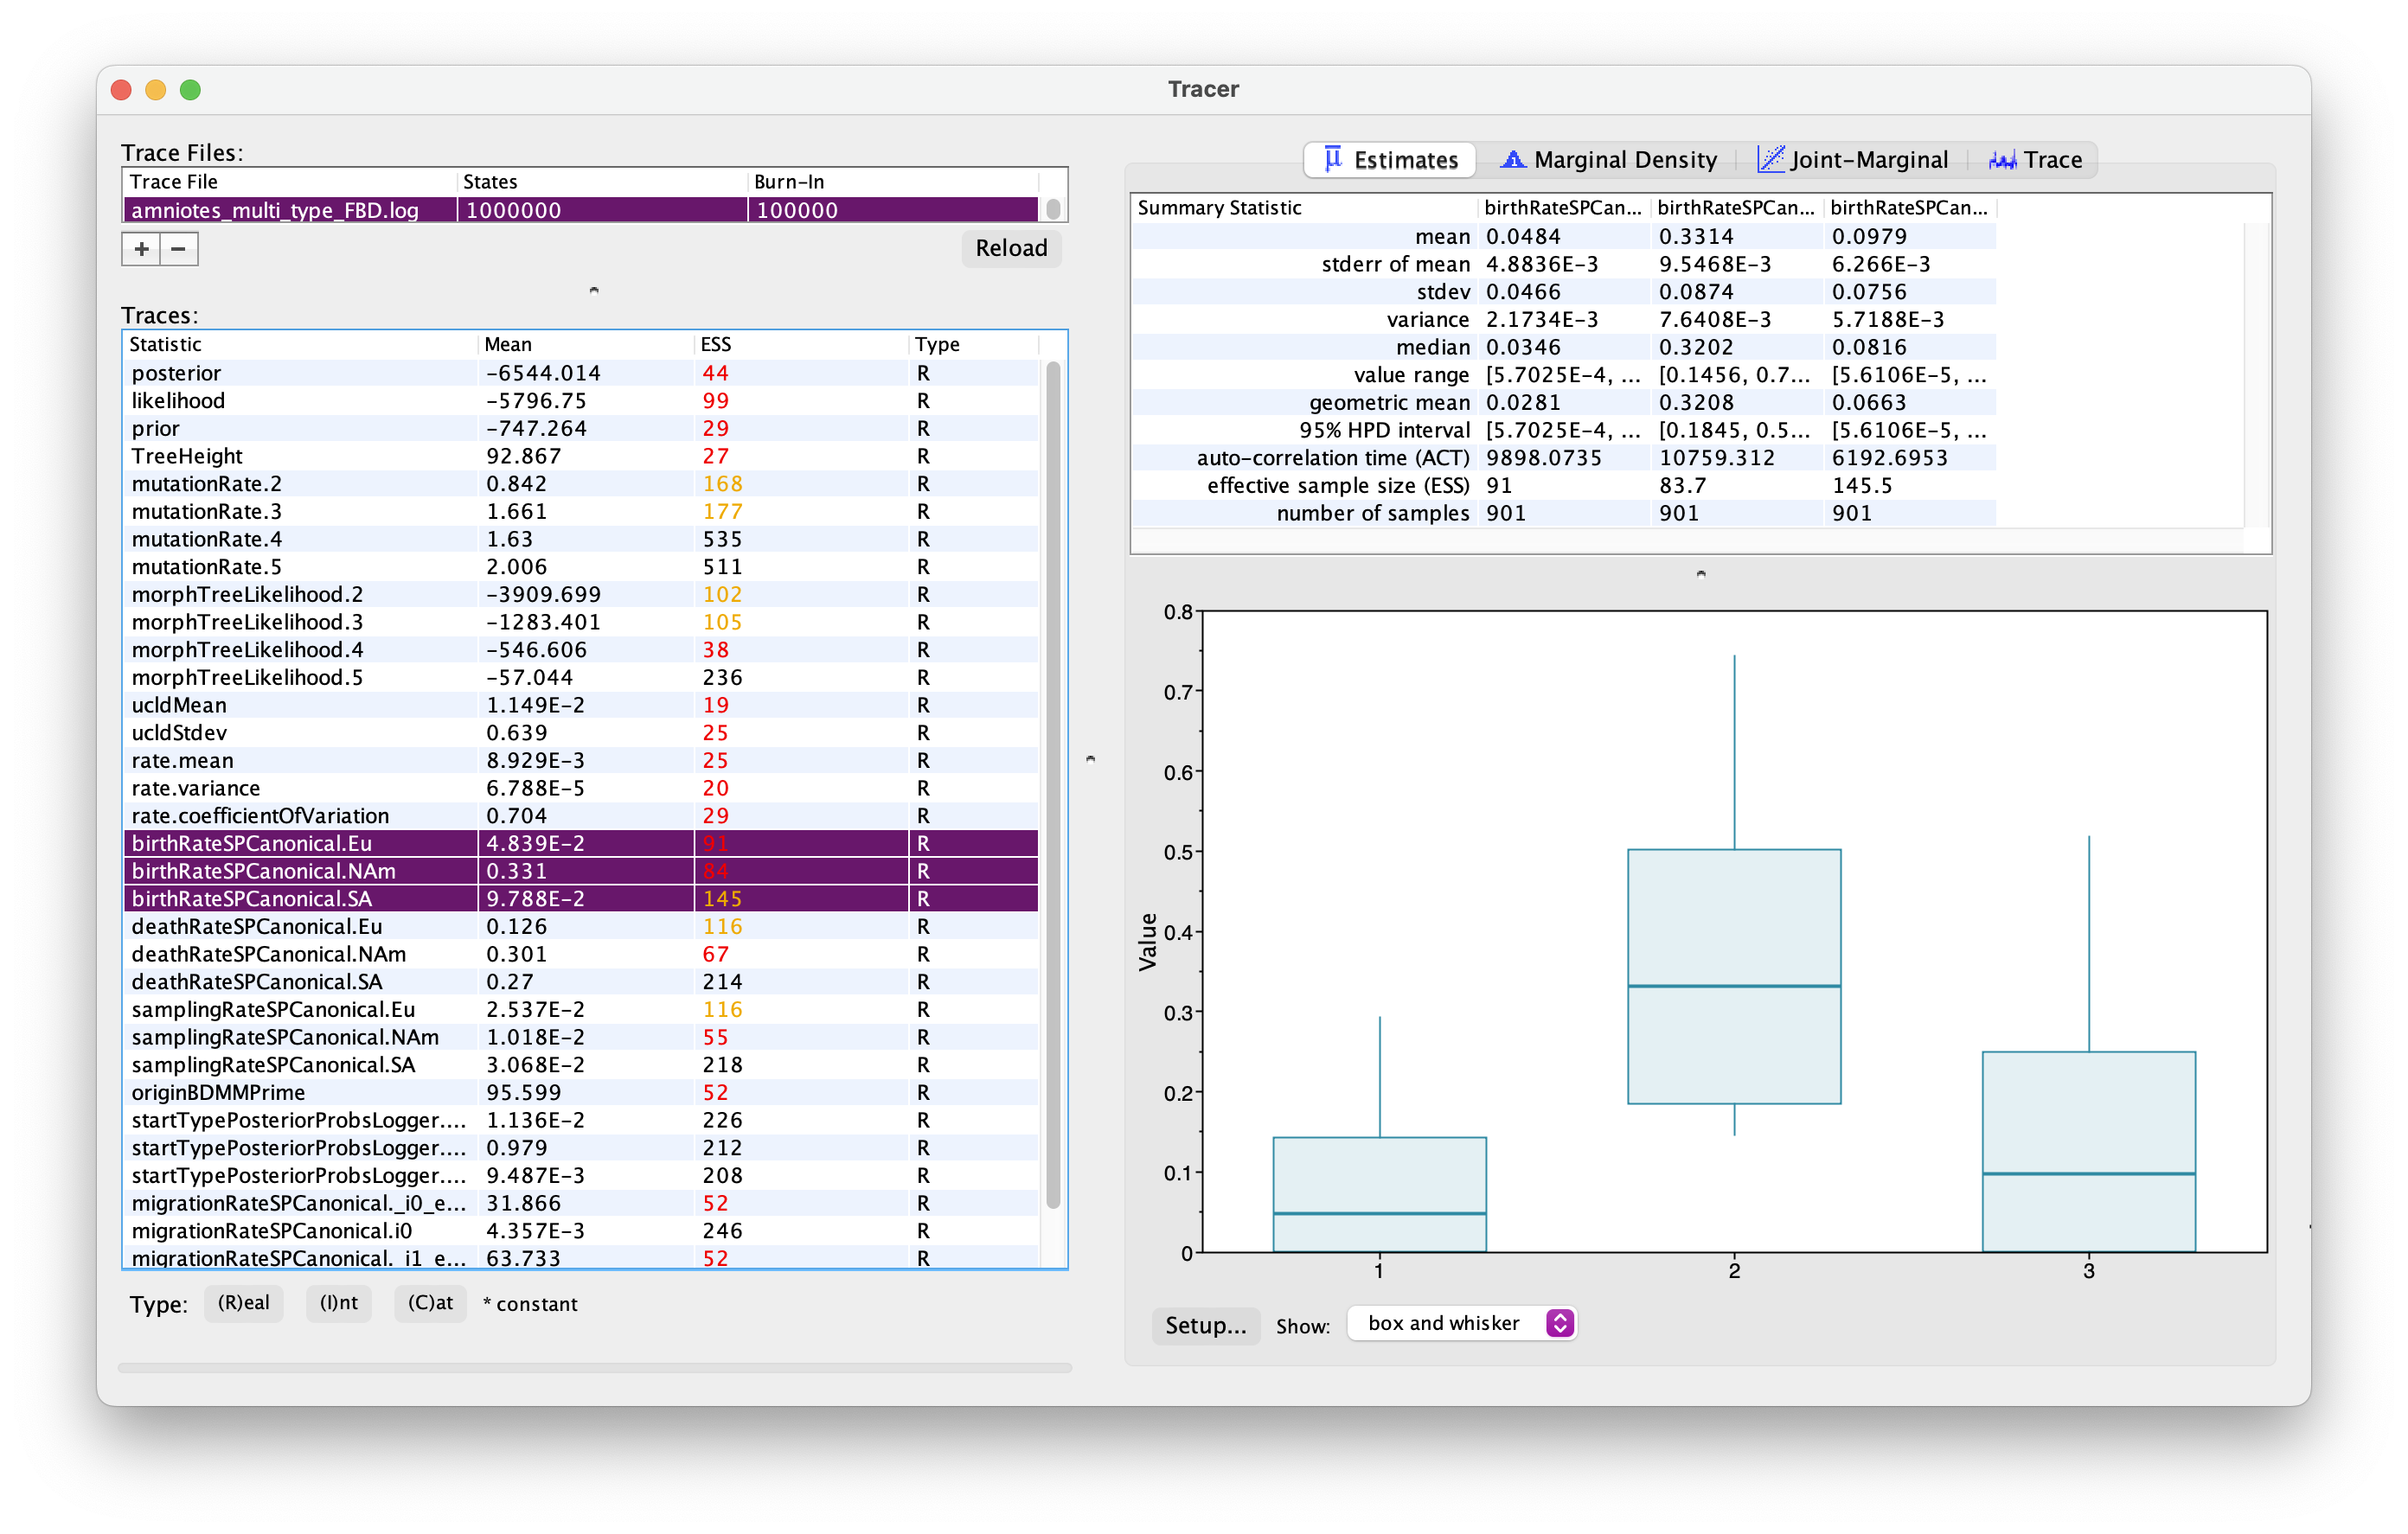 Tracer
Trace Files:
Trace File States Burn-In
amniotes_multi_type_FBD.log 1000000 100000
+ − Reload
Traces:
Statistic Mean ESS Type
posterior -6544.014 44 R
likelihood -5796.75 99 R
prior -747.264 29 R
TreeHeight 92.867 27 R
mutationRate.2 0.842 168 R
mutationRate.3 1.661 177 R
mutationRate.4 1.63 535 R
mutationRate.5 2.006 511 R
morphTreeLikelihood.2 -3909.699 102 R
morphTreeLikelihood.3 -1283.401 105 R
morphTreeLikelihood.4 -546.606 38 R
morphTreeLikelihood.5 -57.044 236 R
ucldMean 1.149E-2 19 R
ucldStdev 0.639 25 R
rate.mean 8.929E-3 25 R
rate.variance 6.788E-5 20 R
rate.coefficientOfVariation 0.704 29 R
birthRateSPCanonical.Eu 4.839E-2 91 R
birthRateSPCanonical.NAm 0.331 84 R
birthRateSPCanonical.SA 9.788E-2 145 R
deathRateSPCanonical.Eu 0.126 116 R
deathRateSPCanonical.NAm 0.301 67 R
deathRateSPCanonical.SA 0.27 214 R
samplingRateSPCanonical.Eu 2.537E-2 116 R
samplingRateSPCanonical.NAm 1.018E-2 55 R
samplingRateSPCanonical.SA 3.068E-2 218 R
originBDMMPrime 95.599 52 R
startTypePosteriorProbsLogger.... 1.136E-2 226 R
startTypePosteriorProbsLogger.... 0.979 212 R
startTypePosteriorProbsLogger.... 9.487E-3 208 R
migrationRateSPCanonical._i0_e... 31.866 52 R
migrationRateSPCanonical.i0 4.357E-3 246 R
migrationRateSPCanonical._i1_e... 63.733 52 R
Type: (R)eal (I)nt (C)at * constant
Estimates Marginal Density Joint-Marginal Trace
Summary Statistic birthRateSPCan... birthRateSPCan... birthRateSPCan...
mean 0.0484 0.3314 0.0979
stderr of mean 4.8836E-3 9.5468E-3 6.266E-3
stdev 0.0466 0.0874 0.0756
variance 2.1734E-3 7.6408E-3 5.7188E-3
median 0.0346 0.3202 0.0816
value range [5.7025E-4, ... [0.1456, 0.7... [5.6106E-5, ...
geometric mean 0.0281 0.3208 0.0663
95% HPD interval [5.7025E-4, ... [0.1845, 0.5... [5.6106E-5, ...
auto-correlation time (ACT) 9898.0735 10759.312 6192.6953
effective sample size (ESS) 91 83.7 145.5
number of samples 901 901 901
0.8
0.7
0.6
0.5
0.4
0.3
0.2
0.1
0
Value
1 2 3
Setup... Show: box and whisker